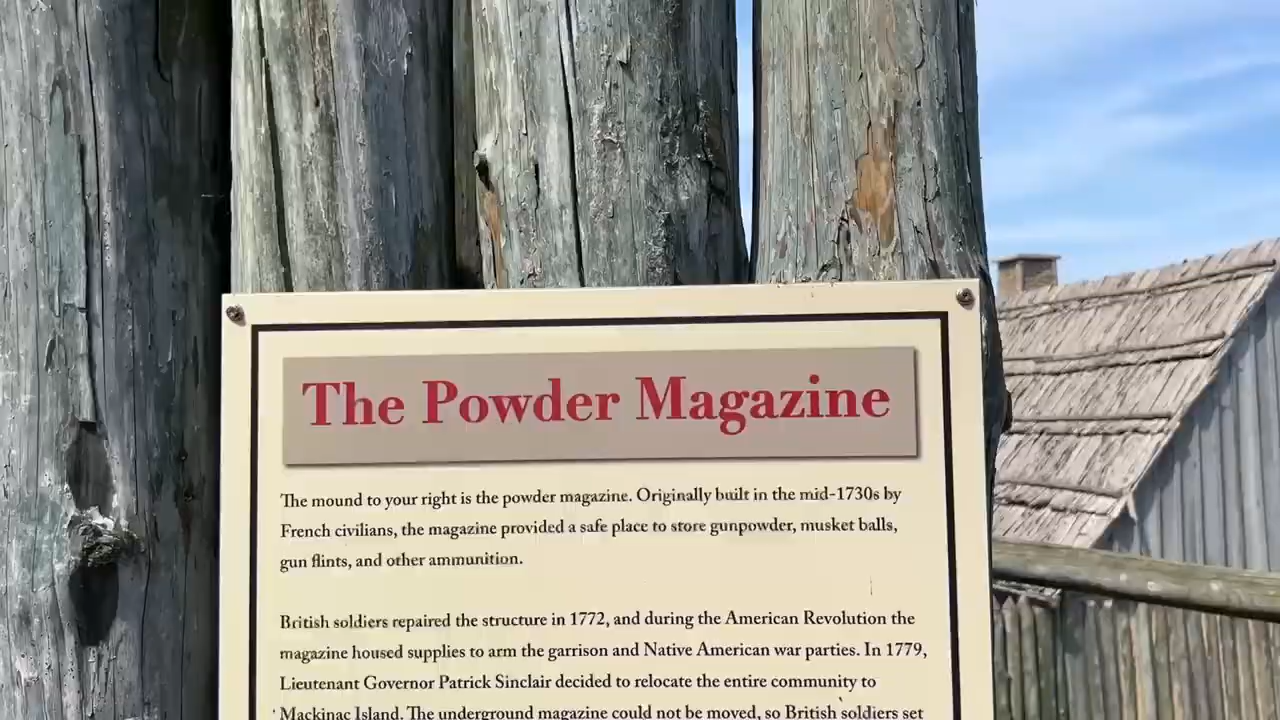 The Powder Magazine
The mound to your right is the powder magazine. Originally built in the mid-1730s by
French civilians, the magazine provided a safe place to store gunpowder, musket balls,
gun flints, and other ammunition.
British soldiers repaired the structure in 1772, and during the American Revolution the
magazine housed supplies to arm the garrison and Native American war parties. In 1779,
Lieutenant Governor Patrick Sinclair decided to relocate the entire community to
Mackinac Island. The underground magazine could not be moved, so British soldiers set